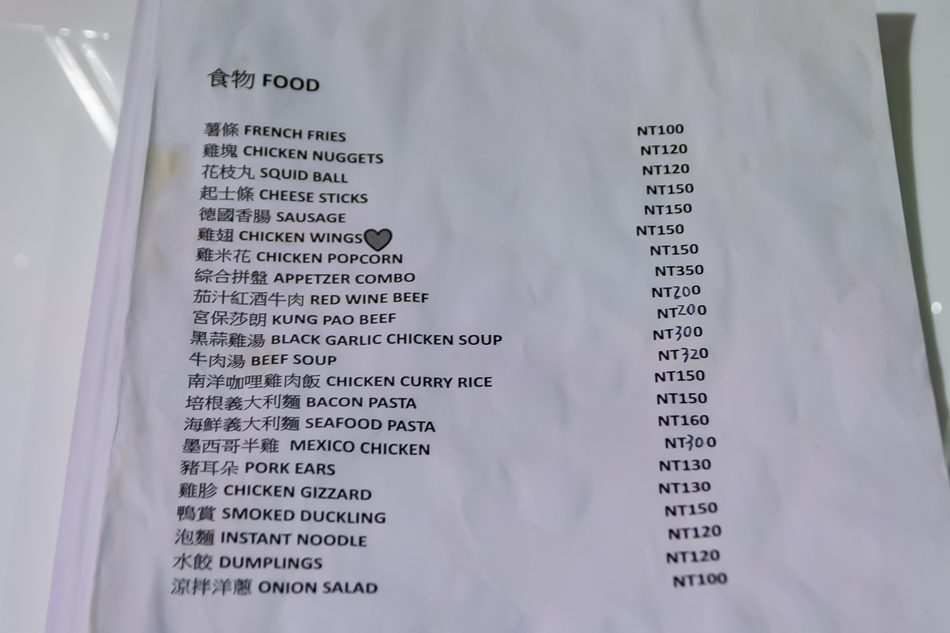 食物 FOOD
薯條 FRENCH FRIES NT100
雞塊 CHICKEN NUGGETS NT120
花枝丸 SQUID BALL NT120
起士條 CHEESE STICKS NT150
德國香腸 SAUSAGE NT150
雞翅 CHICKEN WINGS🖤 NT150
雞米花 CHICKEN POPCORN NT150
綜合拼盤 APPETZER COMBO NT350
茄汁紅酒牛肉 RED WINE BEEF NT200
宮保莎朗 KUNG PAO BEEF NT200
黑蒜雞湯 BLACK GARLIC CHICKEN SOUP NT300
牛肉湯 BEEF SOUP NT320
南洋咖哩雞肉飯 CHICKEN CURRY RICE NT150
培根義大利麵 BACON PASTA NT150
海鮮義大利麵 SEAFOOD PASTA NT160
墨西哥半雞 MEXICO CHICKEN NT300
豬耳朵 PORK EARS NT130
雞胗 CHICKEN GIZZARD NT130
鴨賞 SMOKED DUCKLING NT150
泡麵 INSTANT NOODLE NT120
水餃 DUMPLINGS NT120
涼拌洋蔥 ONION SALAD NT100